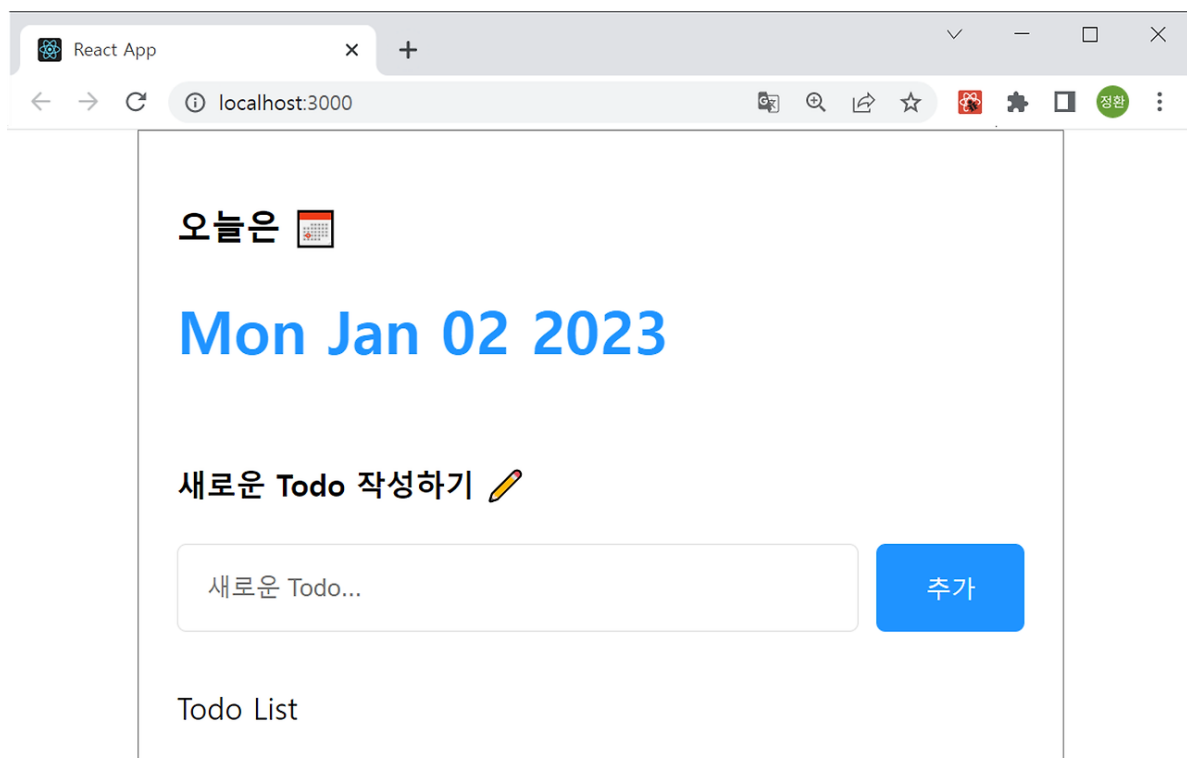 React App
localhost:3000
정환
오늘은 📅
Mon Jan 02 2023
새로운 Todo 작성하기 ✏️
새로운 Todo...
추가
Todo List